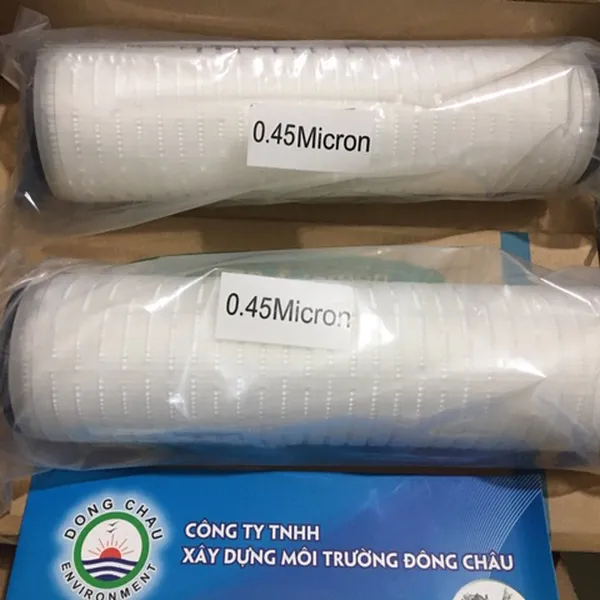 0.45Micron
0.45Micron
DONG CHAU
ENVIRONMENT
CÔNG TY TNHH
XÂY DỰNG MÔI TRƯỜNG ĐÔNG CHÂU